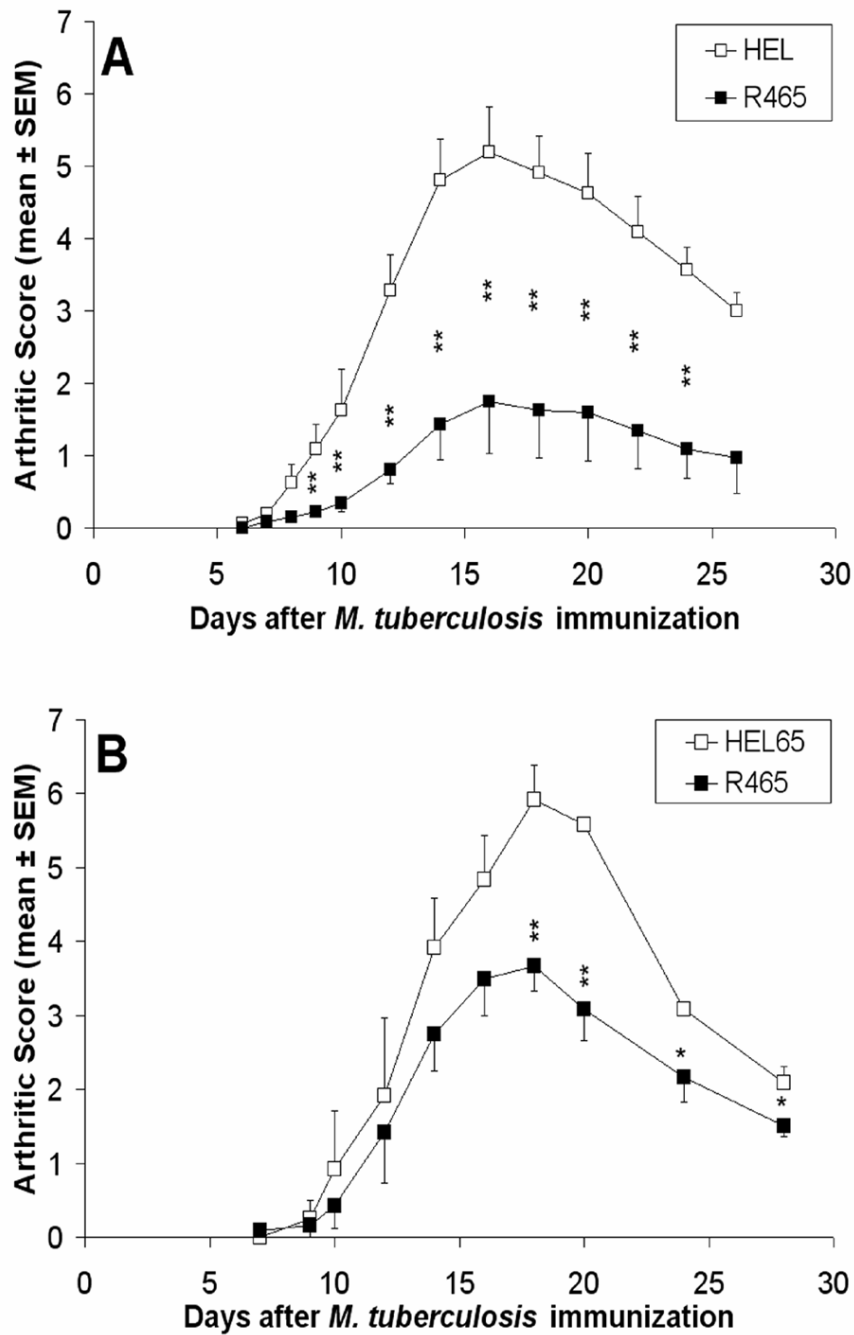 A
HEL
R465
Arthritic Score (mean ± SEM)
7
6
5
4
3
2
1
0
**
**
**
**
**
**
**
**
**
0 5 10 15 20 25 30
Days after M. tuberculosis immunization
B
HEL65
R465
Arthritic Score (mean ± SEM)
7
6
5
4
3
2
1
0
**
**
*
*
0 5 10 15 20 25 30
Days after M. tuberculosis immunization